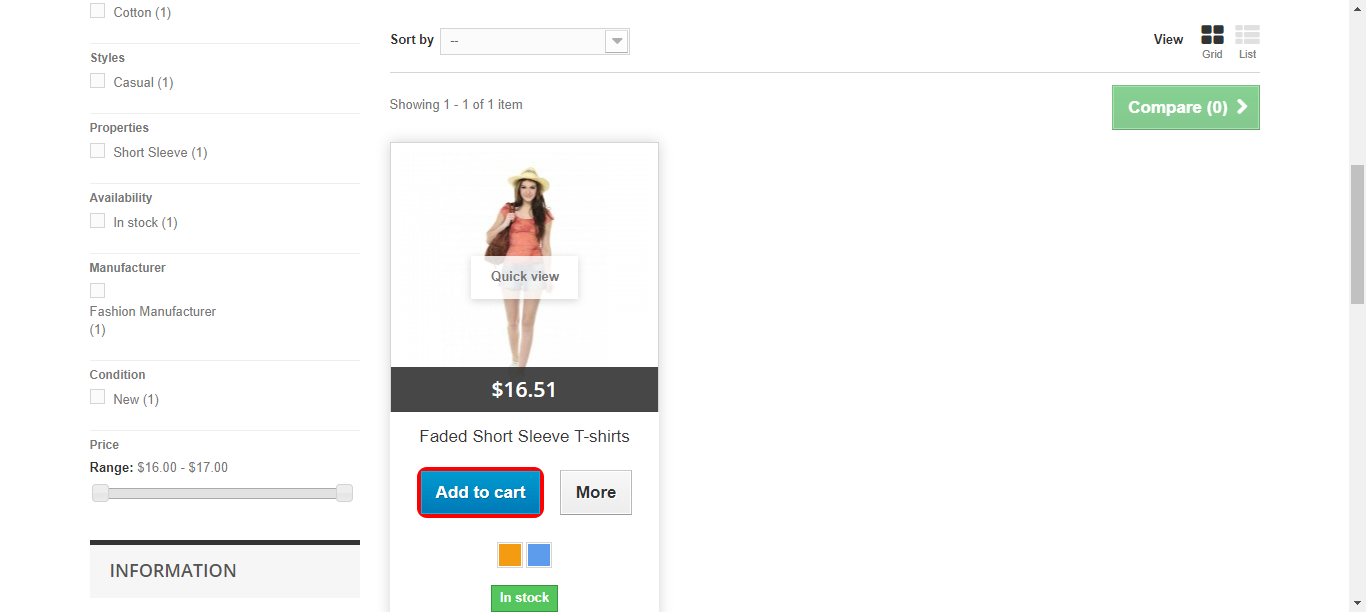 Cotton (1)
Styles
Casual (1)
Properties
Short Sleeve (1)
Availability
In stock (1)
Manufacturer
Fashion Manufacturer
(1)
Condition
New (1)
Price
Range: $16.00 - $17.00
INFORMATION
Sort by
--
View
Grid
List
Showing 1 - 1 of 1 item
Compare (0)
Quick view
$16.51
Faded Short Sleeve T-shirts
Add to cart
More
In stock